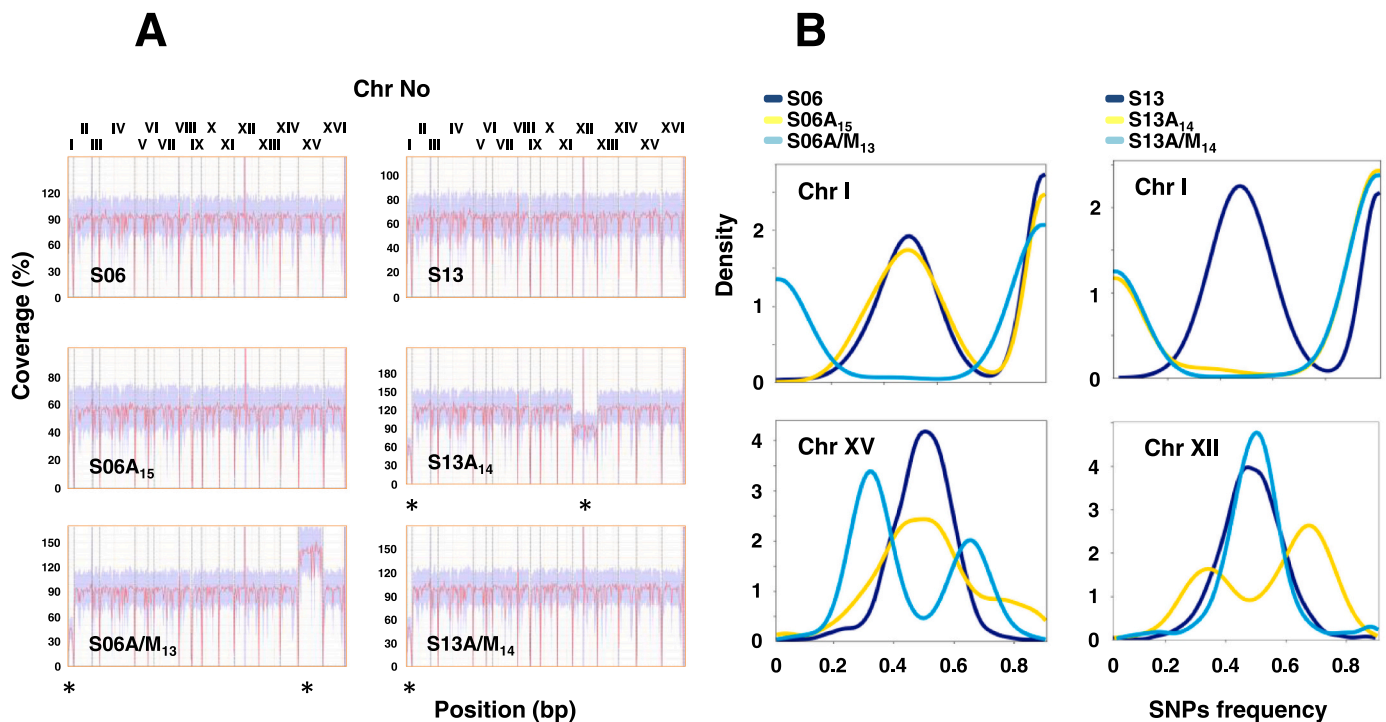 A
B
Chr No
II IV VI VIII X XII XIV XVI
I III V VII IX XI XIII XV
II IV VI VIII X XII XIV XVI
I III V VII IX XI XIII XV
Coverage (%)
120
90
60
30
0
S06
100
80
60
40
20
0
S13
80
60
40
20
0
S06A15
180
150
120
90
60
30
0
S13A14
* *
150
120
90
60
30
0
S06A/M13
* *
150
120
90
60
30
0
S13A/M14
*
Position (bp)
S06
S06A15
S06A/M13
S13
S13A14
S13A/M14
Density
Chr I
2
1
0
Chr I
2
1
0
Chr XV
4
3
2
1
0
0 0.2 0.4 0.6 0.8
Chr XII
4
3
2
1
0
0 0.2 0.4 0.6 0.8
SNPs frequency